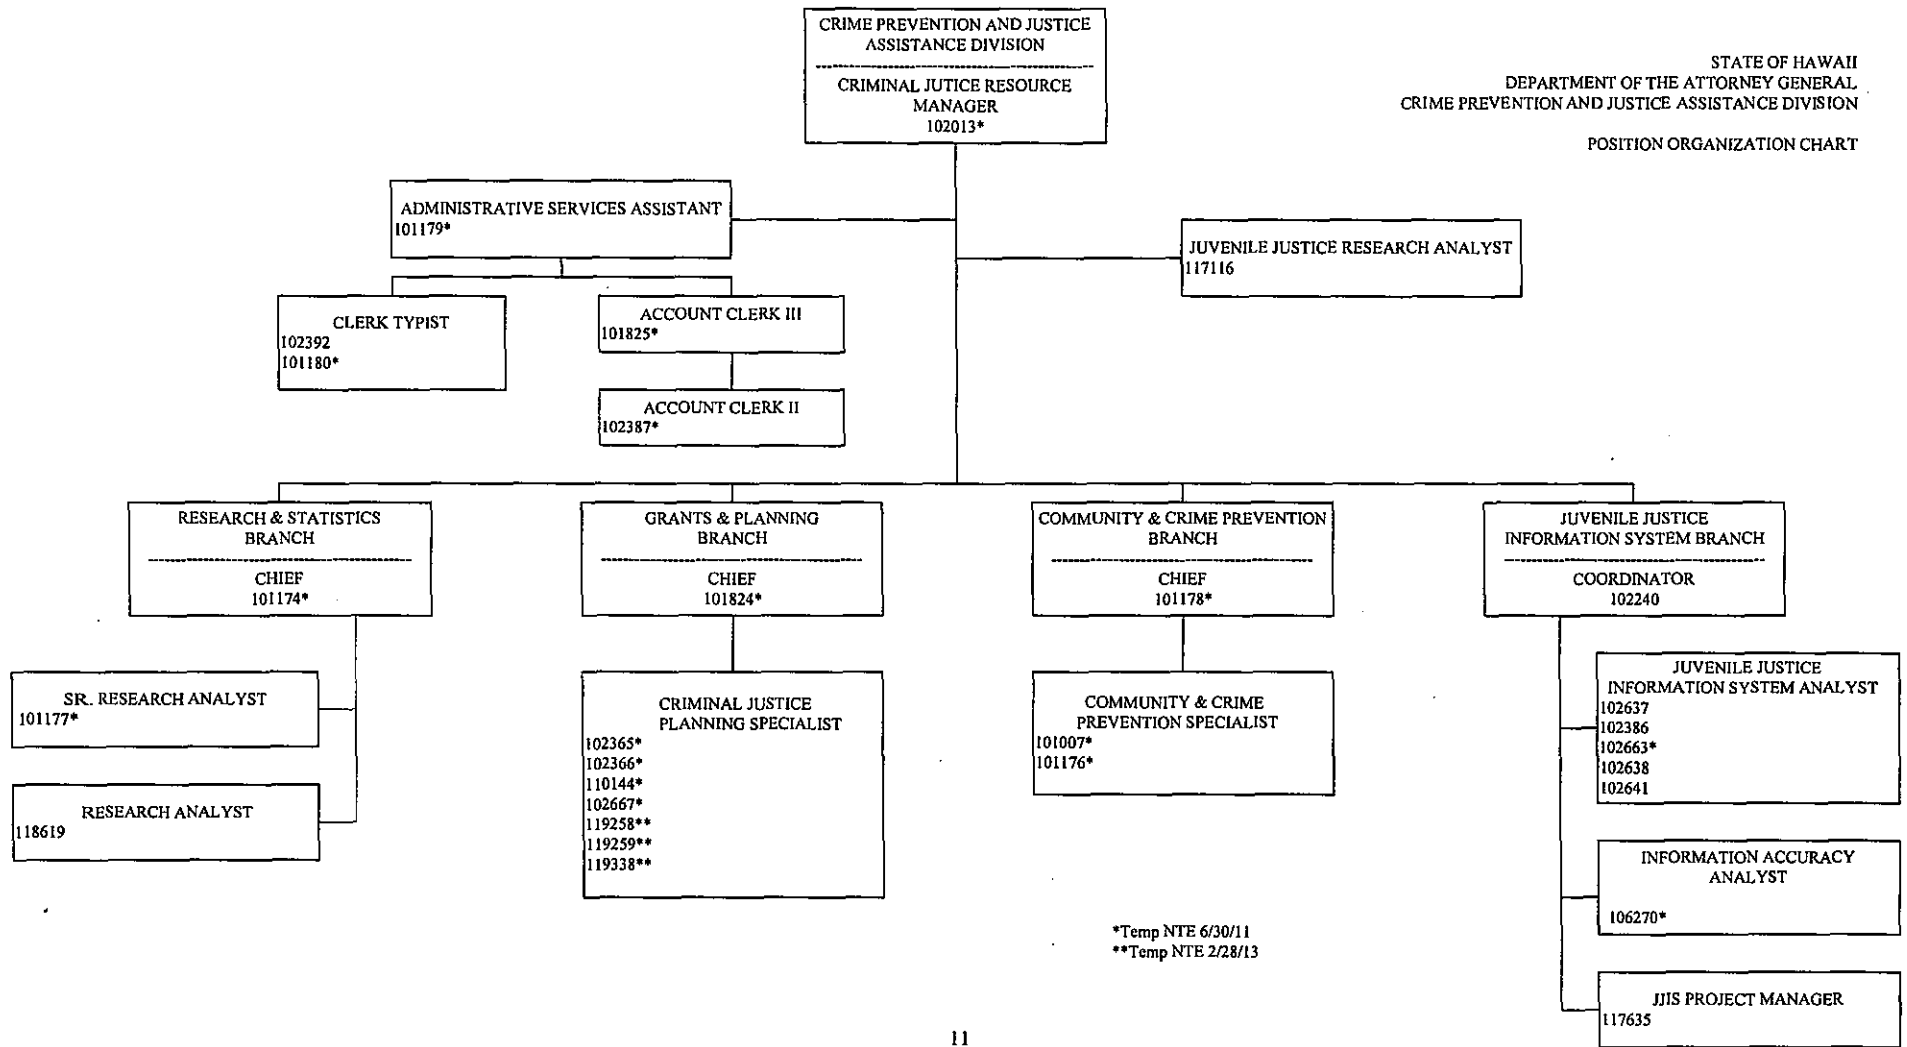 CRIME PREVENTION AND JUSTICE
ASSISTANCE DIVISION
CRIMINAL JUTICE RESOURCE
MANAGER
102013*
STATE OF HAWAII
DEPARTMENT OF THE ATTORNEY GENERAL
CRIME PREVENTION AND JUSTICE ASSISTANCE DIVISION
POSITION ORGANIZATION CHART
ADMINISTRATIVE SERVICES ASSISTANT
101179*
JUVENILE JUSTICE RESEARCH ANALYST
117116
CLERK TYPIST
102392
101180*
ACCOUNT CLERK III
101825*
ACCOUNT CLERK II
102387*
RESEARCH & STATISTICS
BRANCH
CHIEF
101174*
GRANTS & PLANNING
BRANCH
CHIEF
101824*
COMMUNITY & CRIME PREVENTION
BRANCH
CHIEF
101178*
JUVENILE JUSTICE
INFORMATION SYSTEM BRANCH
COORDINATOR
102240
SR. RESEARCH ANALYST
101177*
RESEARCH ANALYST
118619
CRIMINAL JUSTICE
PLANNING SPECIALIST
102365*
102366*
110144*
102667*
119258**
119259**
119338**
COMMUNITY & CRIME
PREVENTION SPECIALIST
101007*
101176*
JUVENILE JUSTICE
INFORMATION SYSTEM ANALYST
102637
102386
102663*
102638
102641
INFORMATION ACCURACY
ANALYST
106270*
JJIS PROJECT MANAGER
117635
*Temp NTE 6/30/11
**Temp NTE 2/28/13
11